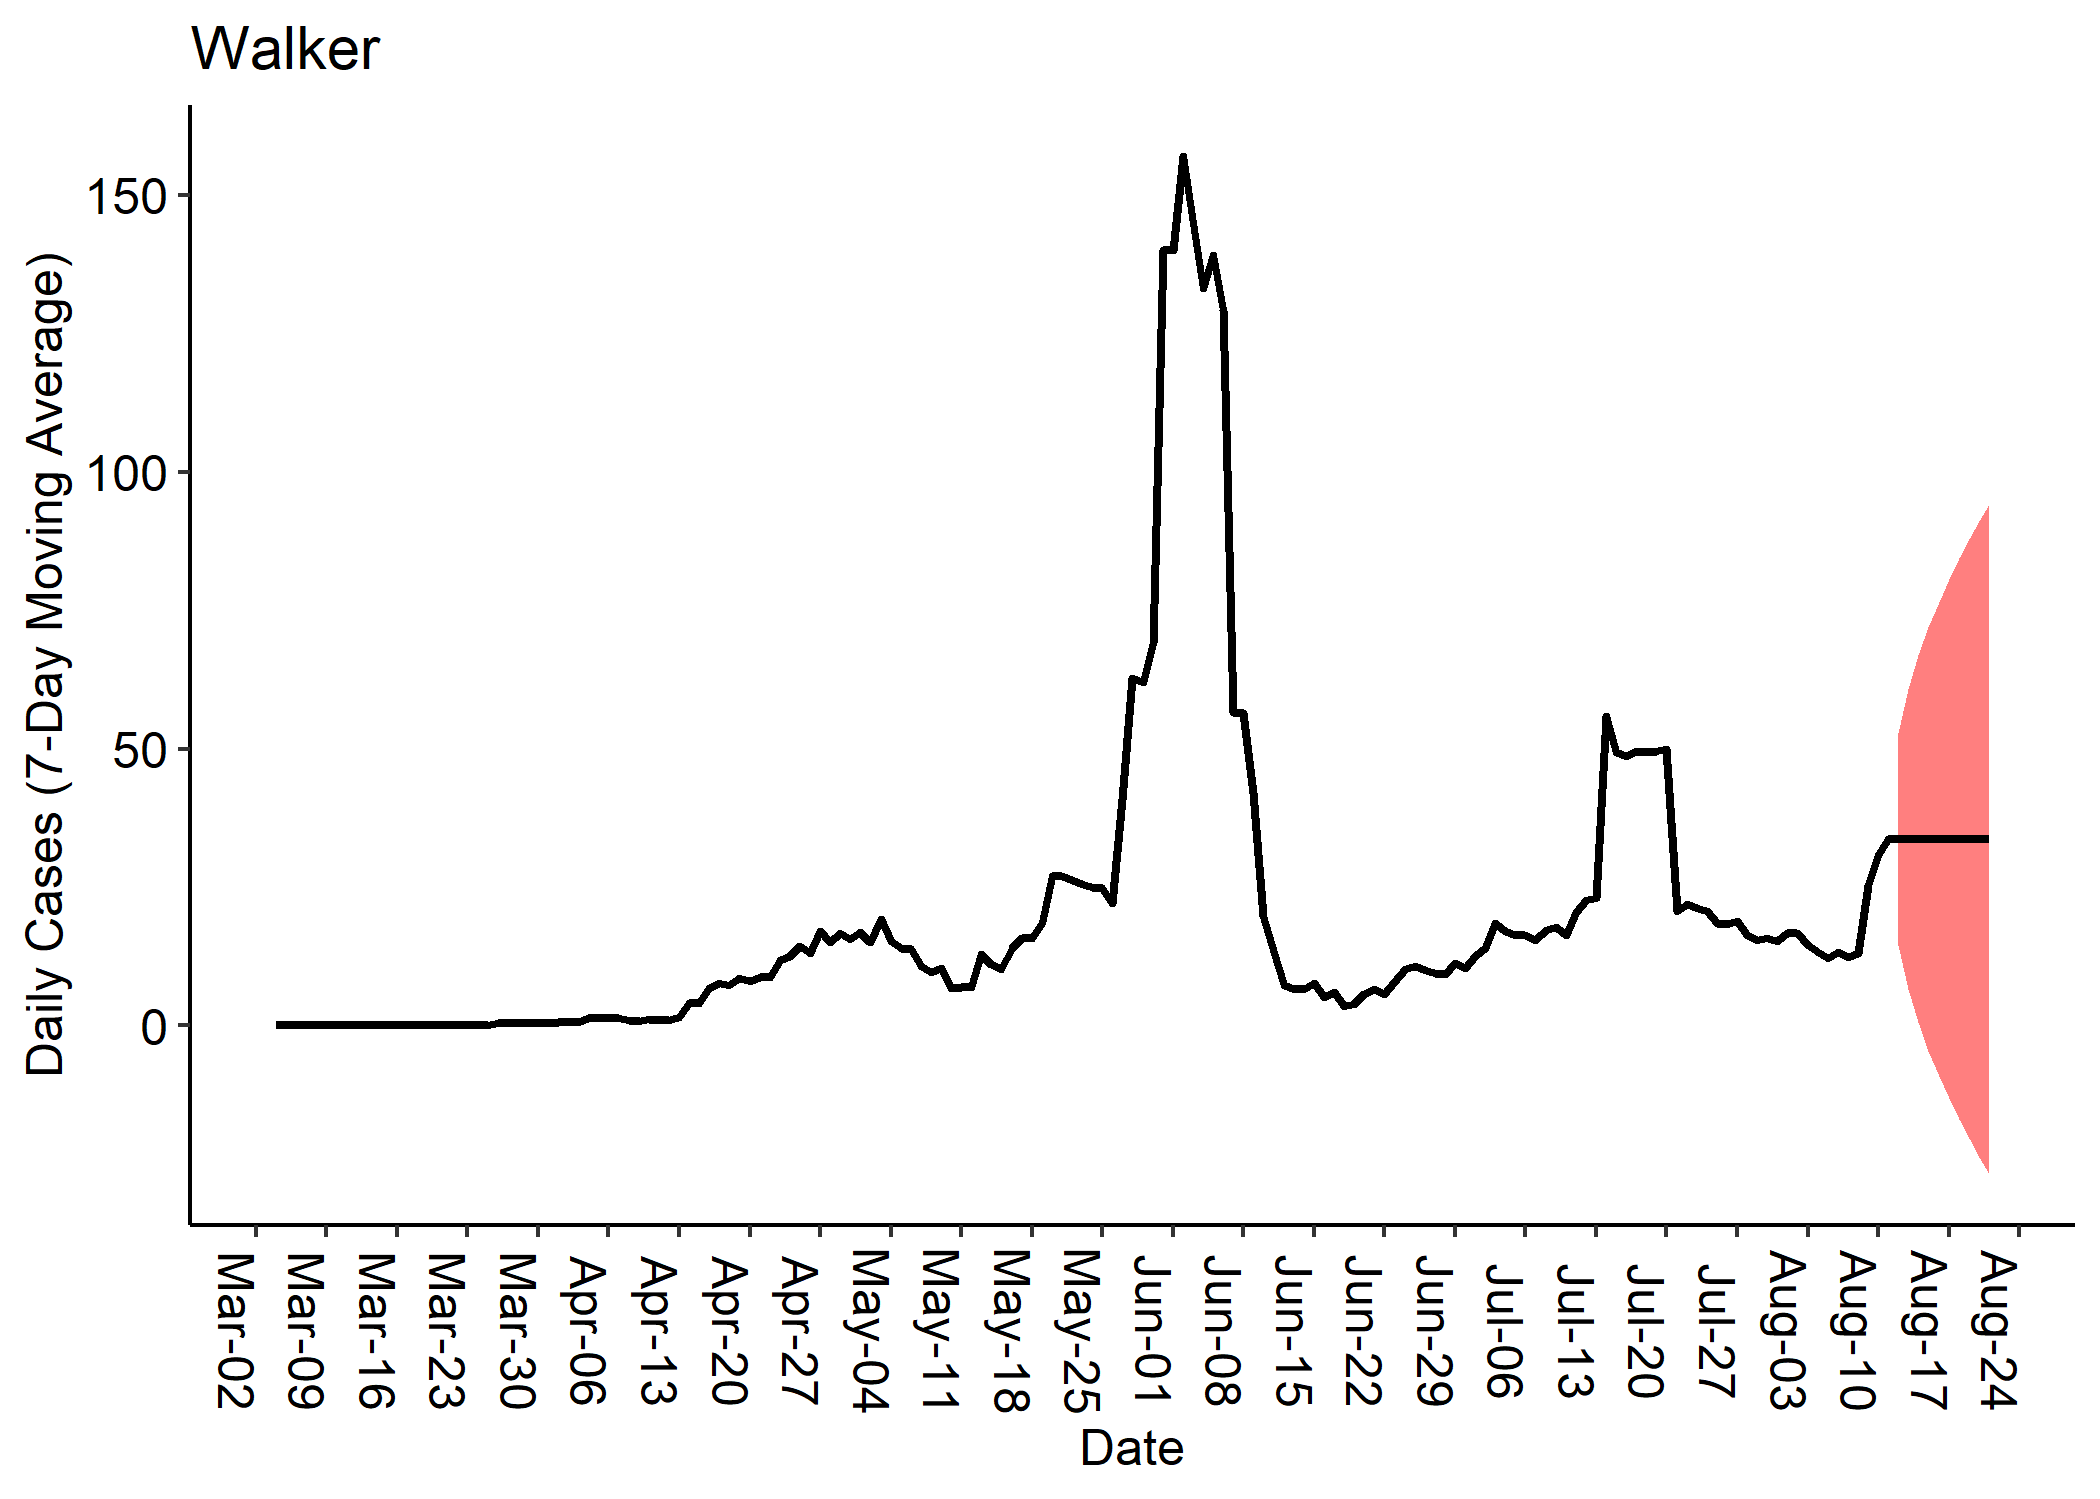 Walker
Daily Cases (7-Day Moving Average)
150
100
50
0
Mar-02
Mar-09
Mar-16
Mar-23
Mar-30
Apr-06
Apr-13
Apr-20
Apr-27
May-04
May-11
May-18
May-25
Jun-01
Jun-08
Jun-15
Jun-22
Jun-29
Jul-06
Jul-13
Jul-20
Jul-27
Aug-03
Aug-10
Aug-17
Aug-24
Date